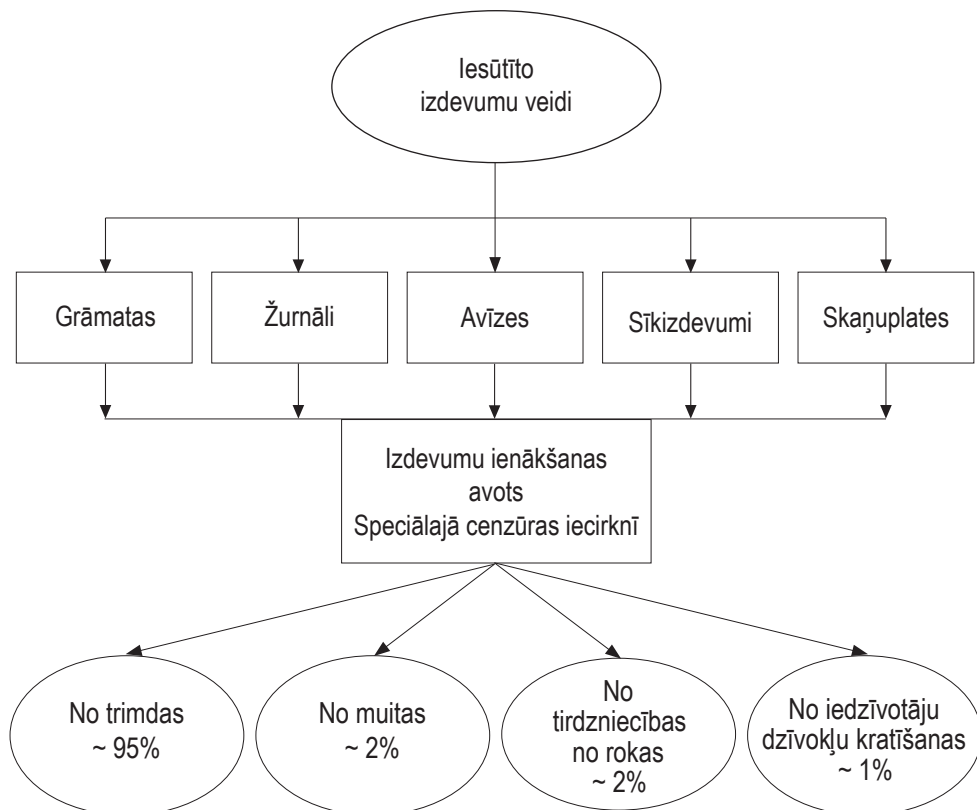 Iesūtīto
izdevumu veidi
Grāmatas
Žurnāli
Avīzes
Sīkizdevumi
Skaņuplates
Izdevumu ienākšanas
avots
Speciālajā cenzūras iecirknī
No trimdas
~ 95%
No muitas
~ 2%
No
tirdzniecības
no rokas
~ 2%
No iedzīvotāju
dzīvokļu kratīšanas
~ 1%